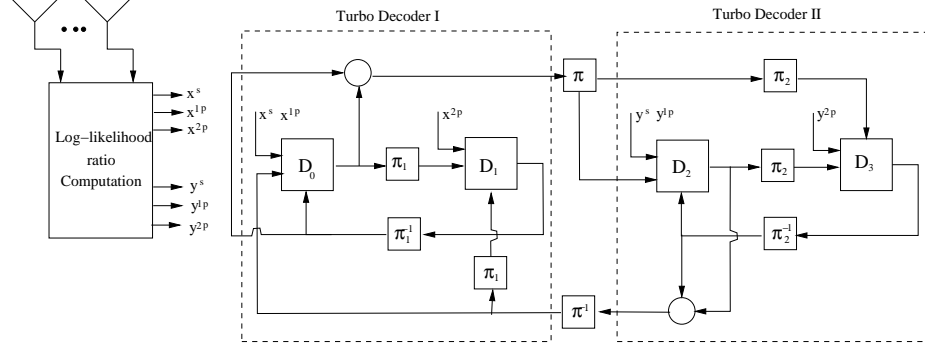 Turbo Decoder I
Turbo Decoder II
x^s
x^1p
x^2p
Log-likelihood
ratio
Computation
y^s
y^1p
y^2p
x^s x^1p
x^2p
D_0
π_1
D_1
π_1^-1
π_1
π
π^-1
π_2
y^s y^1p
y^2p
D_2
π_2
D_3
π_2^-1